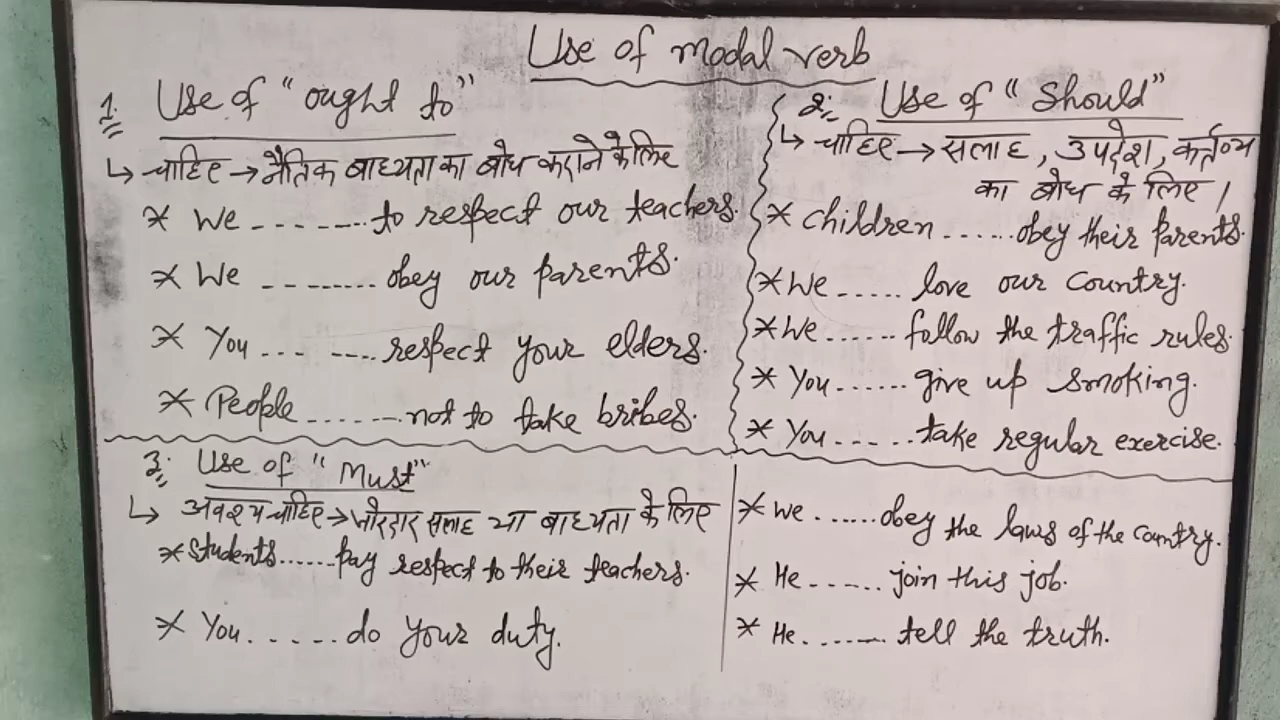 Use of modal verb
1. Use of "ought to"
↳ चाहिए → नैतिक बाध्यता का बोध कराने के लिए
* We ........ to respect our teachers.
* We ........ obey our parents.
* You ... .... respect your elders.
* People ....... not to take bribes.
2. Use of "Should"
↳ चाहिए → सलाह, उपदेश, कर्तव्य
का बोध के लिए।
* Children ...... obey their parents.
* We ...... love our Country.
* We ...... follow the traffic rules.
* You ...... give up smoking.
* You ..... take regular exercise.
3. Use of "Must"
↳ अवश्य चाहिए → जोरदार सलाह या बाध्यता के लिए
* Students ...... pay respect to their teachers.
* You ...... do your duty.
* We ...... obey the laws of the country.
* He ...... join this job.
* He ....... tell the truth.